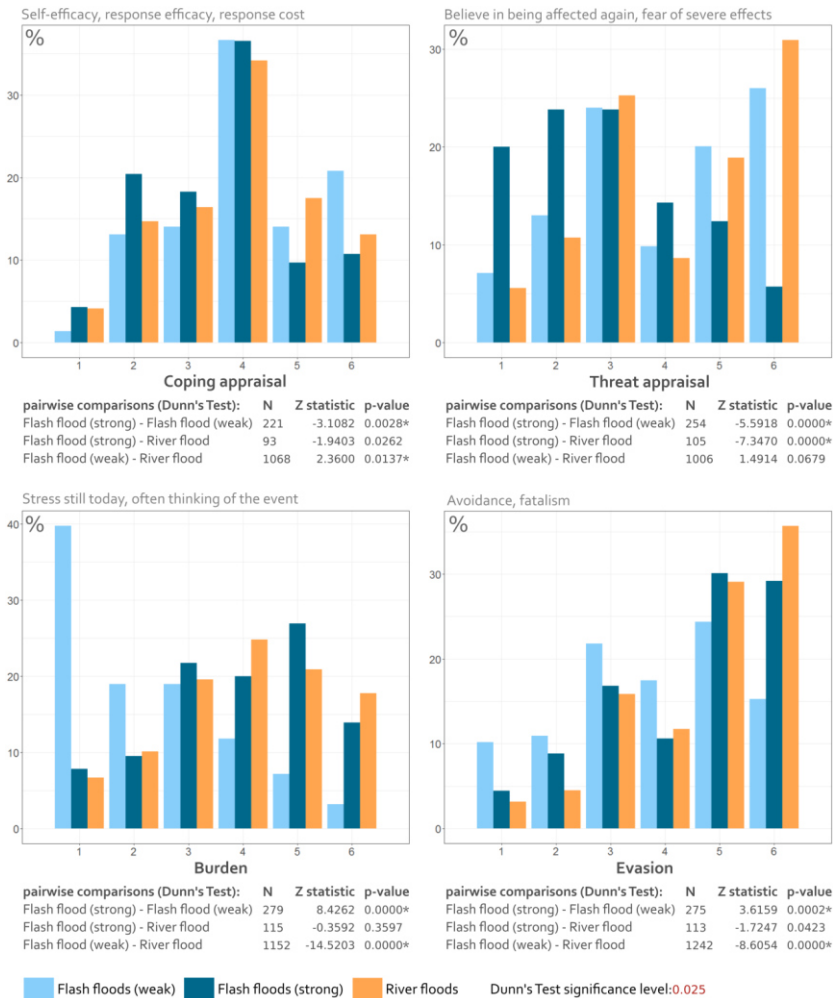 Self-efficacy, response efficacy, response cost
%
30
20
10
0
1 2 3 4 5 6
Coping appraisal
pairwise comparisons (Dunn's Test): N Z statistic p-value
Flash flood (strong) - Flash flood (weak) 221 -3.1082 0.0028*
Flash flood (strong) - River flood 93 -1.9403 0.0262
Flash flood (weak) - River flood 1068 2.3600 0.0137*
Believe in being affected again, fear of severe effects
%
30
20
10
0
1 2 3 4 5 6
Threat appraisal
pairwise comparisons (Dunn's Test): N Z statistic p-value
Flash flood (strong) - Flash flood (weak) 254 -5.5918 0.0000*
Flash flood (strong) - River flood 105 -7.3470 0.0000*
Flash flood (weak) - River flood 1006 1.4914 0.0679
Stress still today, often thinking of the event
%
40
30
20
10
0
1 2 3 4 5 6
Burden
pairwise comparisons (Dunn's Test): N Z statistic p-value
Flash flood (strong) - Flash flood (weak) 279 8.4262 0.0000*
Flash flood (strong) - River flood 115 -0.3592 0.3597
Flash flood (weak) - River flood 1152 -14.5203 0.0000*
Avoidance, fatalism
%
30
20
10
0
1 2 3 4 5 6
Evasion
pairwise comparisons (Dunn's Test): N Z statistic p-value
Flash flood (strong) - Flash flood (weak) 275 3.6159 0.0002*
Flash flood (strong) - River flood 113 -1.7247 0.0423
Flash flood (weak) - River flood 1242 -8.6054 0.0000*
Flash floods (weak) Flash floods (strong) River floods Dunn's Test significance level:0.025